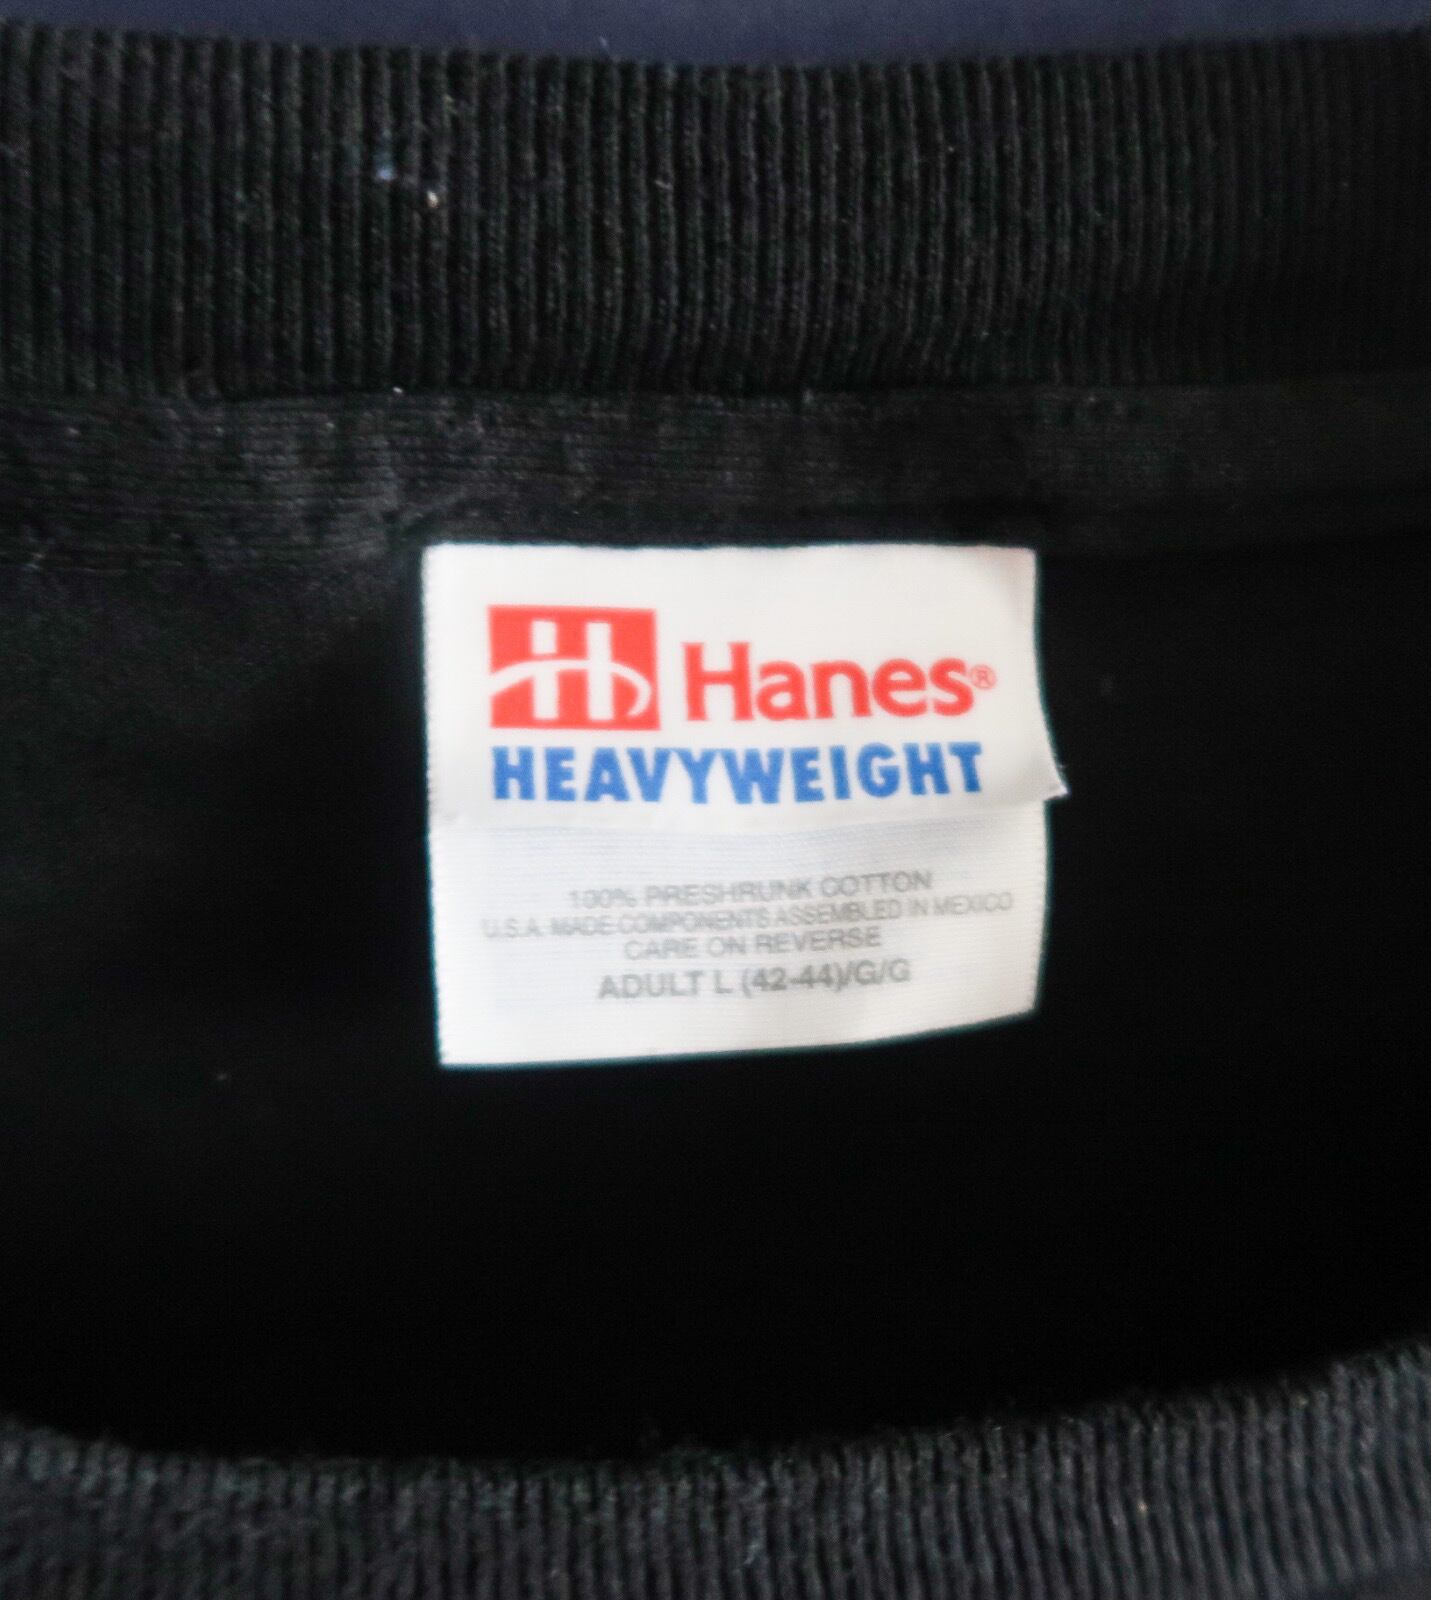 H Hanes®
HEAVYWEIGHT
100% PRESHRUNK COTTON
U.S.A. MADE COMPONENTS ASSEMBLED IN MEXICO
CARE ON REVERSE
ADULT L (42-44)/G/G